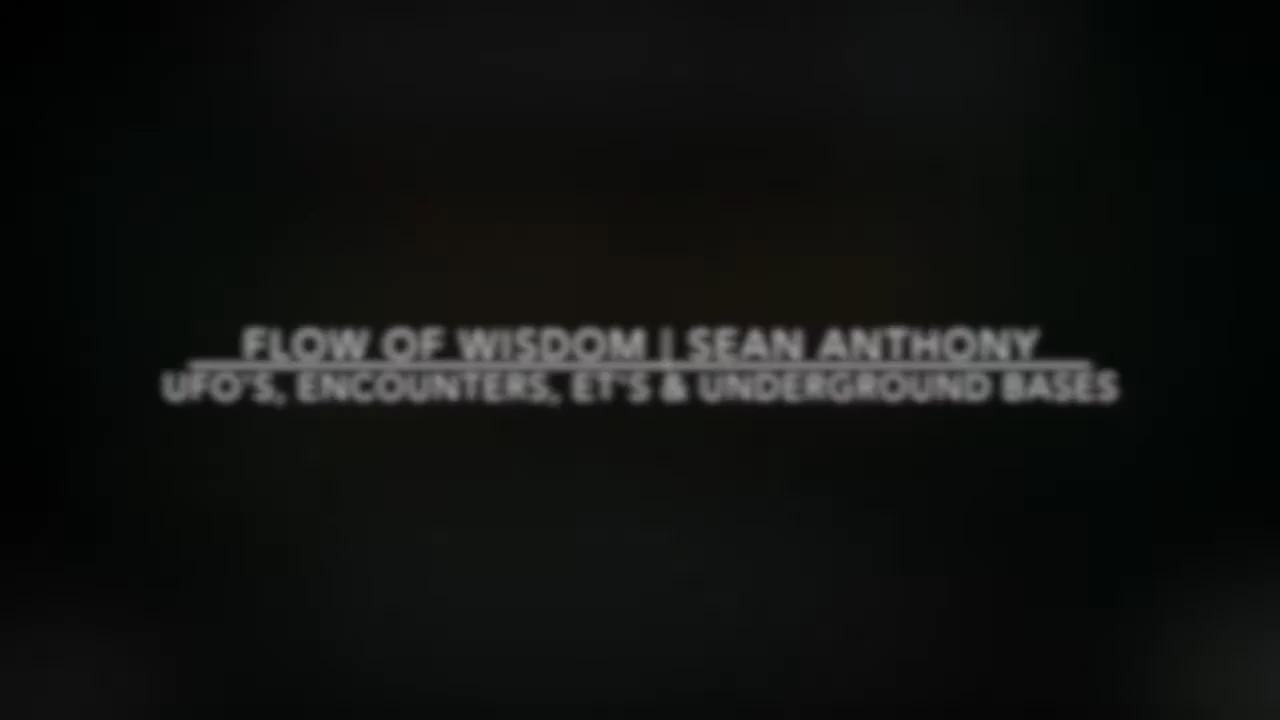 FLOW OF WISDOM | SEAN ANTHONY
UFO'S, ENCOUNTERS, ET'S & UNDERGROUND BASES